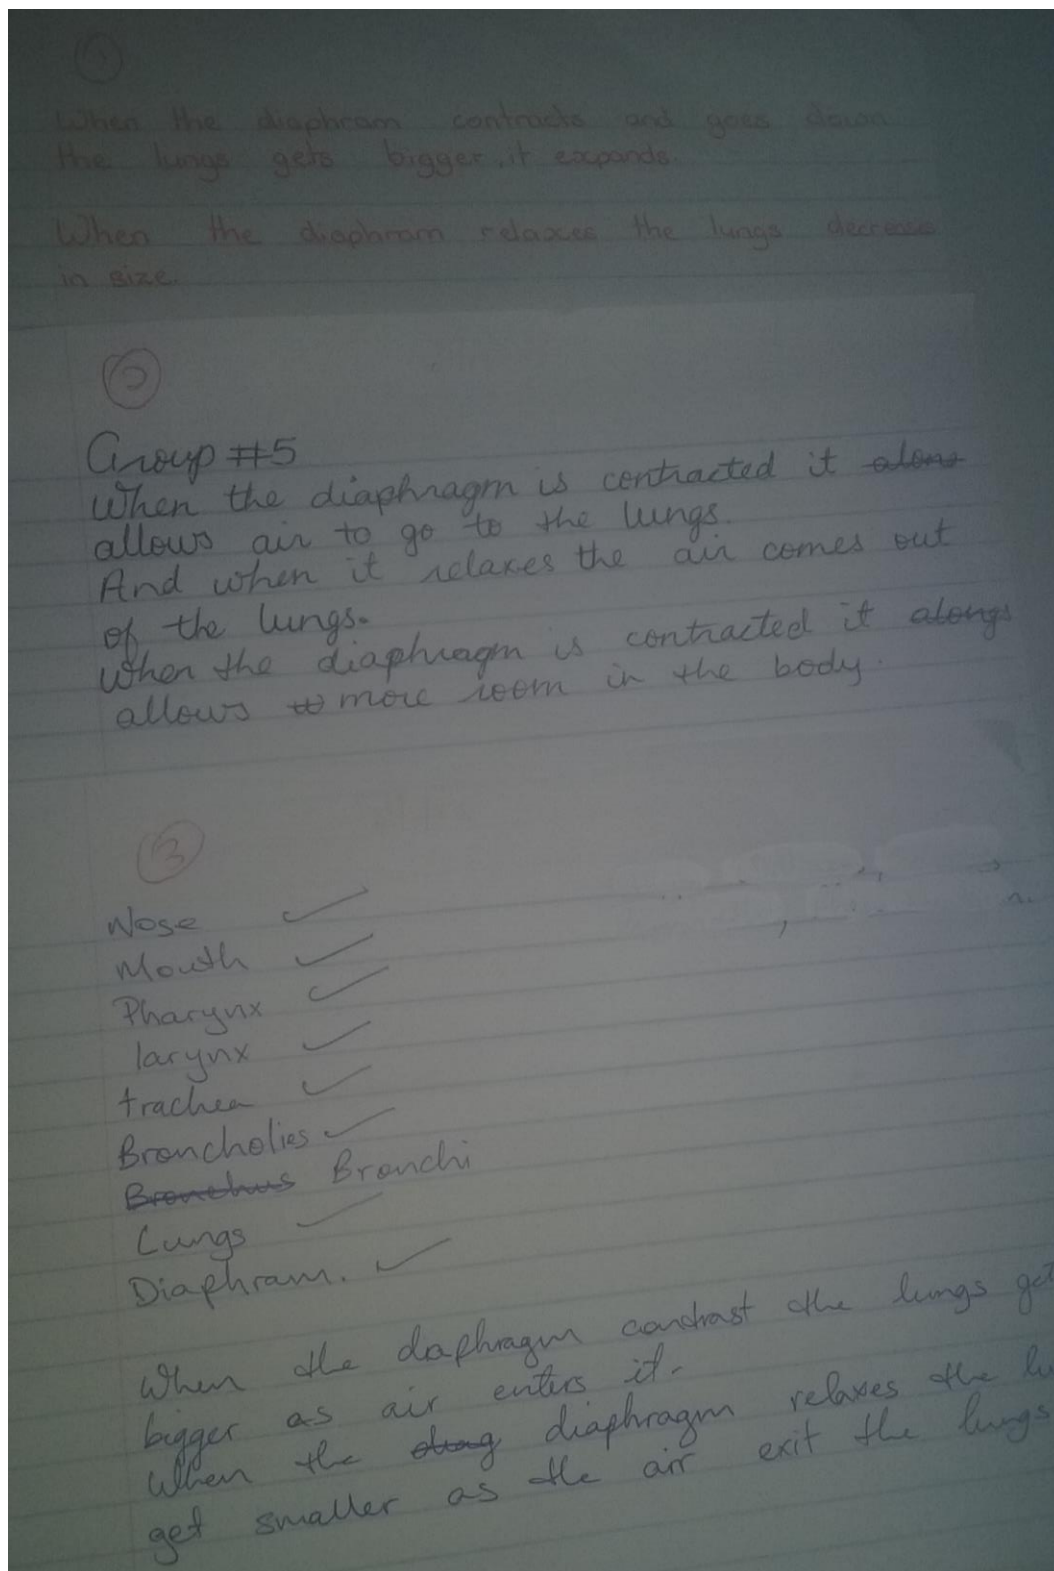 1
When the diaphram contracts and goes down
the lungs gets bigger, it expands.
When the diaphram relaxes the lungs decrease
in size.
2
Group #5
When the diaphragm is contracted it alons
allows air to go to the lungs.
And when it relaxes the air comes out
of the lungs.
When the diaphragm is contracted it alongs
allows to more room in the body.
3
Nose
Mouth
Pharynx
larynx
trachea
Broncholies
Bronchus Bronchi
Lungs
Diaphram.
When the daphragm contrast the lungs get
bigger as air enters it.
When the diaphragm relaxes the lu
get smaller as the air exit the lungs